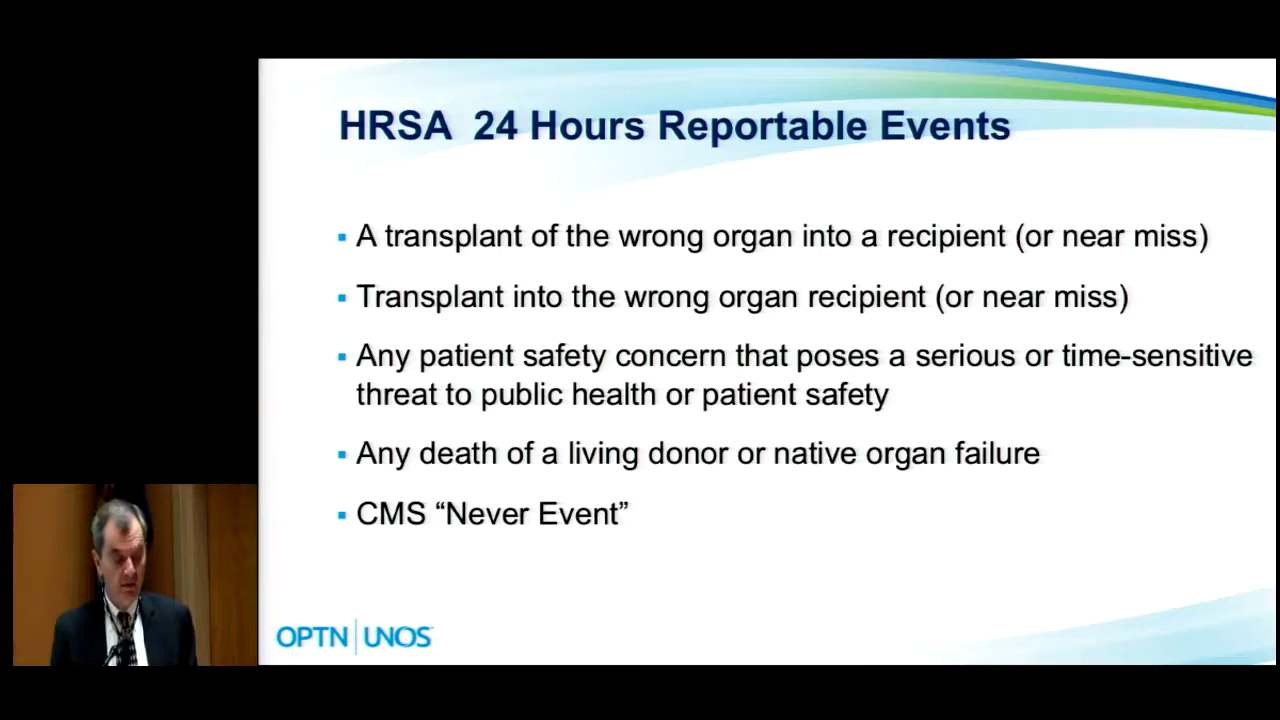 HRSA 24 Hours Reportable Events
▪ A transplant of the wrong organ into a recipient (or near miss)
▪ Transplant into the wrong organ recipient (or near miss)
▪ Any patient safety concern that poses a serious or time-sensitive
threat to public health or patient safety
▪ Any death of a living donor or native organ failure
▪ CMS “Never Event”
OPTN | UNOS